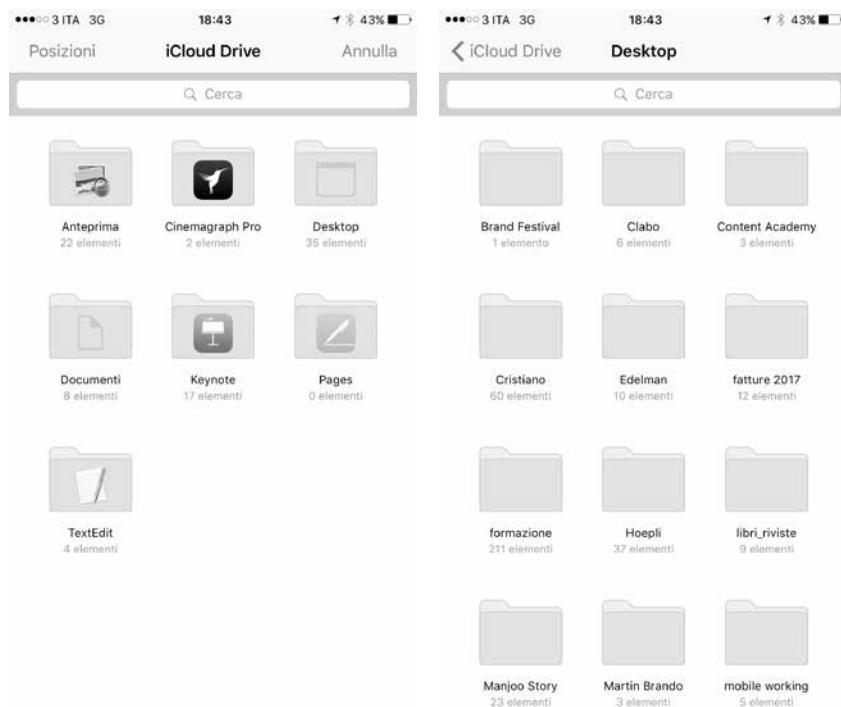 3 ITA 3G 18:43 43%
Posizioni iCloud Drive Annulla
Cerca
Anteprima Cinemagraph Pro Desktop
22 elementi 2 elementi 35 elementi
Documenti Keynote Pages
8 elementi 17 elementi 0 elementi
TextEdit
4 elementi
3 ITA 3G 18:43 43%
iCloud Drive Desktop
Cerca
Brand Festival Clabo Content Academy
1 elemento 6 elementi 3 elementi
Cristiano Edelman fatture 2017
60 elementi 10 elementi 12 elementi
formazione Hoepli libri_riviste
211 elementi 37 elementi 9 elementi
Manjoo Story Martin Brando mobile working
23 elementi 3 elementi 5 elementi